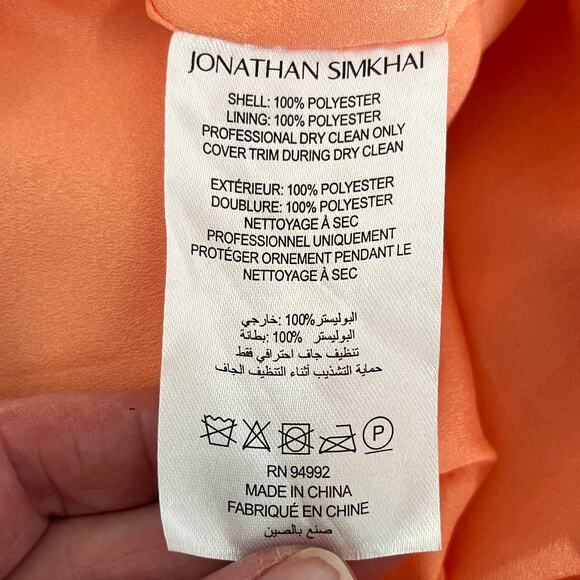 JONATHAN SIMKHAI
SHELL: 100% POLYESTER
LINING: 100% POLYESTER
PROFESSIONAL DRY CLEAN ONLY
COVER TRIM DURING DRY CLEAN
EXTÉRIEUR: 100% POLYESTER
DOUBLURE: 100% POLYESTER
NETTOYAGE À SEC
PROFESSIONNEL UNIQUEMENT
PROTÉGER ORNEMENT PENDANT LE
NETTOYAGE À SEC
البوليستر 100% :خارجي
البوليستر 100% :بطانة
تنظيف جاف احترافي فقط
حماية التشذيب أثناء التنظيف الجاف
P
RN 94992
MADE IN CHINA
FABRIQUÉ EN CHINE
صنع بالصين